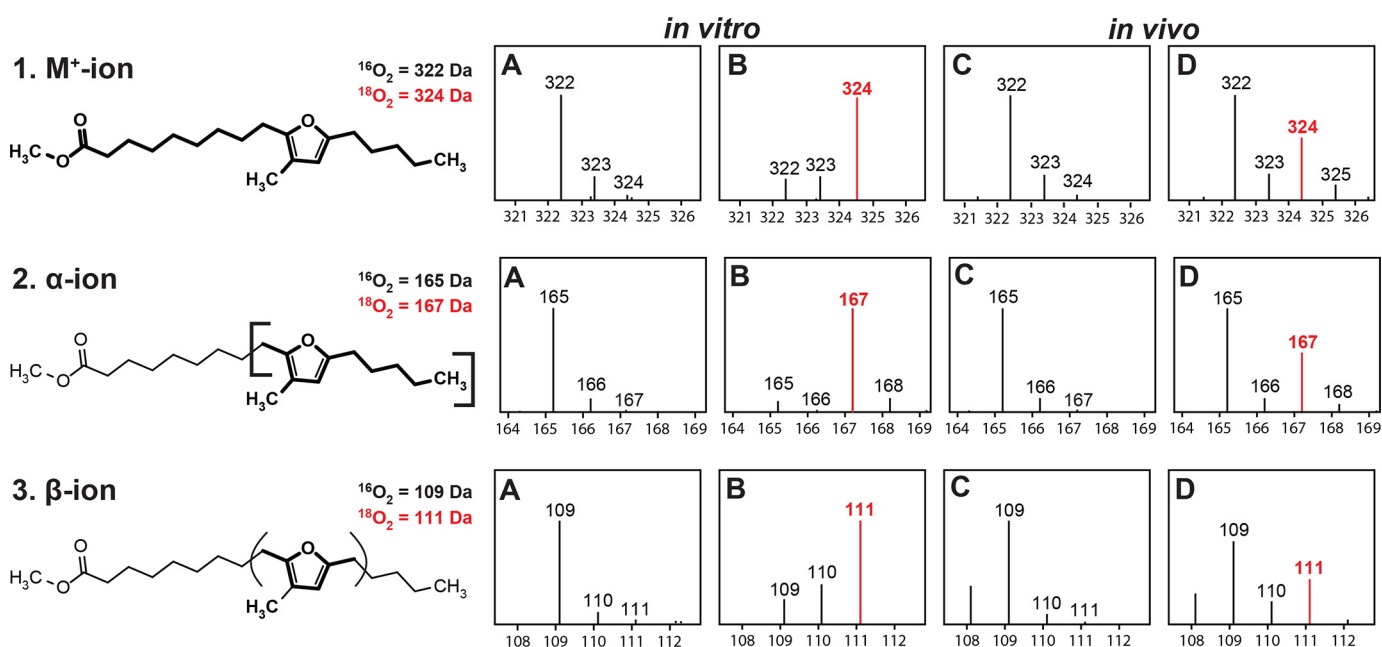 in vitro in vivo
1. M⁺-ion
¹⁶O₂ = 322 Da
¹⁸O₂ = 324 Da
O
H₃C
O
O
H₃C
CH₃
A
322
323
324
321 322 323 324 325 326
B
322
323
324
321 322 323 324 325 326
C
322
323
324
321 322 323 324 325 326
D
322
323
324
325
321 322 323 324 325 326
2. α-ion
¹⁶O₂ = 165 Da
¹⁸O₂ = 167 Da
O
H₃C
O
O
H₃C
CH₃
A
165
166
167
164 165 166 167 168 169
B
165
166
167
168
164 165 166 167 168 169
C
165
166
167
164 165 166 167 168 169
D
165
166
167
168
164 165 166 167 168 169
3. β-ion
¹⁶O₂ = 109 Da
¹⁸O₂ = 111 Da
O
H₃C
O
O
H₃C
CH₃
A
109
110
111
108 109 110 111 112
B
109
110
111
108 109 110 111 112
C
109
110
111
108 109 110 111 112
D
109
110
111
108 109 110 111 112